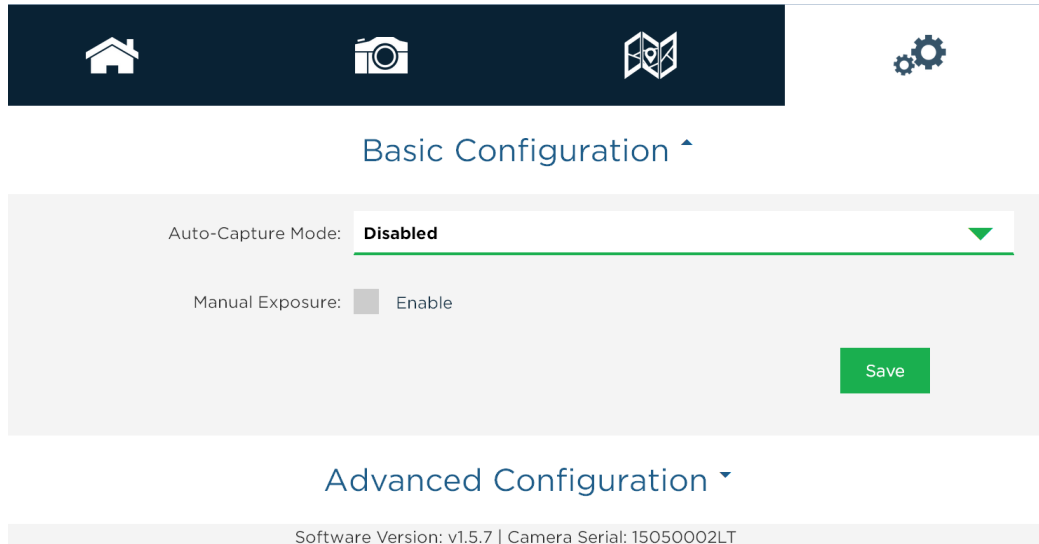 Basic Configuration
Auto-Capture Mode: Disabled
Manual Exposure: Enable
Save
Advanced Configuration
Software Version: v1.5.7 | Camera Serial: 15050002LT